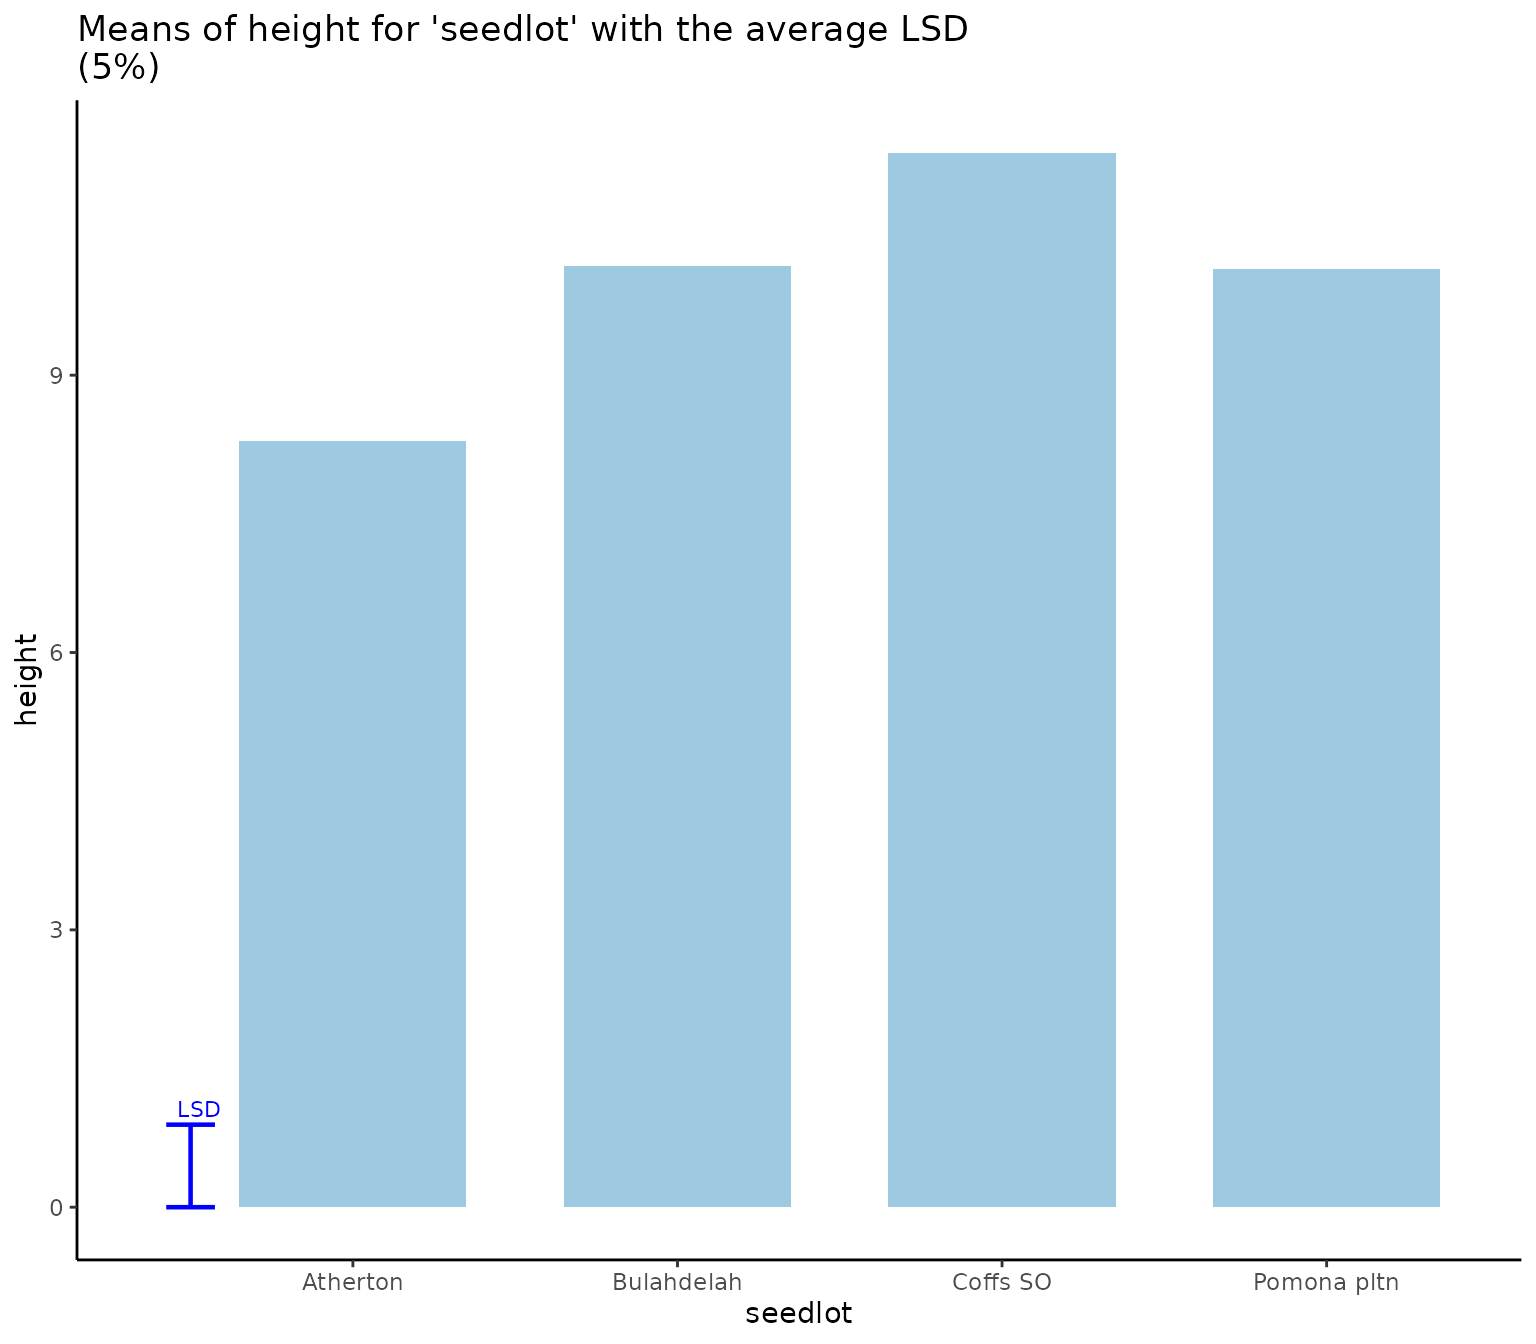 Means of height for 'seedlot' with the average LSD
(5%)
height
9
6
3
0
LSD
Atherton
Bulahdelah
Coffs SO
Pomona pltn
seedlot